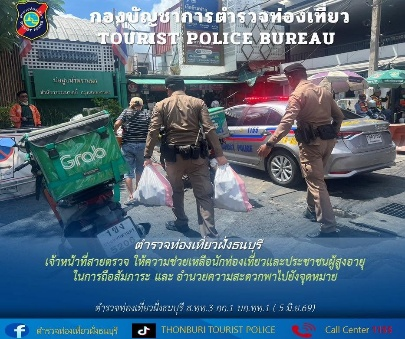 กองบัญชาการตำรวจท่องเที่ยว
TOURIST POLICE BUREAU
Grab
1155
ตำรวจท่องเที่ยวฝั่งธนบุรี
เจ้าหน้าที่สายตรวจ ให้ความช่วยเหลือนักท่องเที่ยวและประชาชนผู้สูงอายุ
ในการถือสัมภาระ และ อำนวยความสะดวกพาไปยังจุดหมาย
ตำรวจท่องเที่ยวฝั่งธนบุรี ส.ทท.3 กก.1 บก.ทท.1 ( 5 มี.ย.69)
ตำรวจท่องเที่ยวฝั่งธนบุรี
THONBURI TOURIST POLICE
Call Center 1155